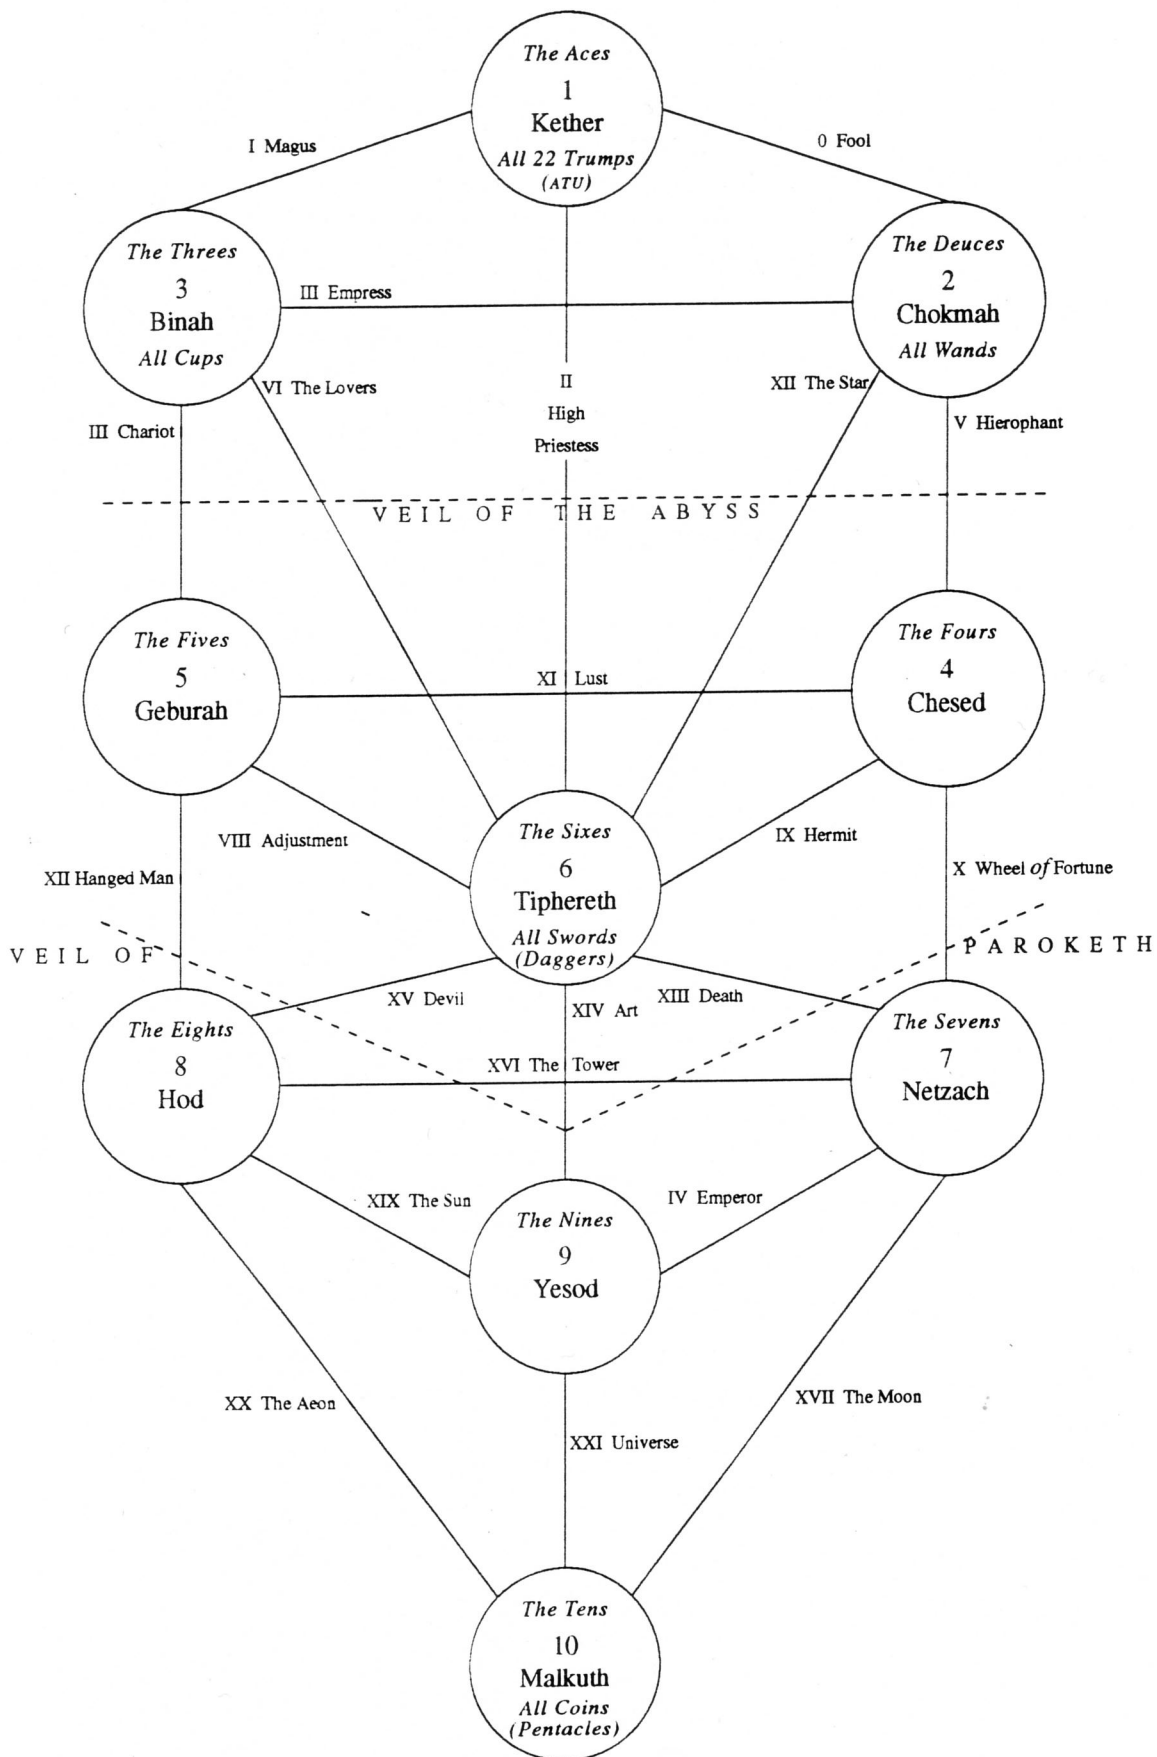 The Aces
1
Kether
All 22 Trumps
(ATU)
I Magus
0 Fool
The Threes
3
Binah
All Cups
The Deuces
2
Chokmah
All Wands
III Empress
VI The Lovers
II
High
Priestess
XII The Star
III Chariot
V Hierophant
VEIL OF THE ABYSS
The Fives
5
Geburah
The Fours
4
Chesed
XI Lust
VIII Adjustment
IX Hermit
The Sixes
6
Tiphereth
All Swords
(Daggers)
XII Hanged Man
X Wheel of Fortune
VEIL OF PAROKETH
XV Devil
XIV Art
XIII Death
The Eights
8
Hod
The Sevens
7
Netzach
XVI The Tower
XIX The Sun
IV Emperor
The Nines
9
Yesod
XX The Aeon
XVII The Moon
XXI Universe
The Tens
10
Malkuth
All Coins
(Pentacles)